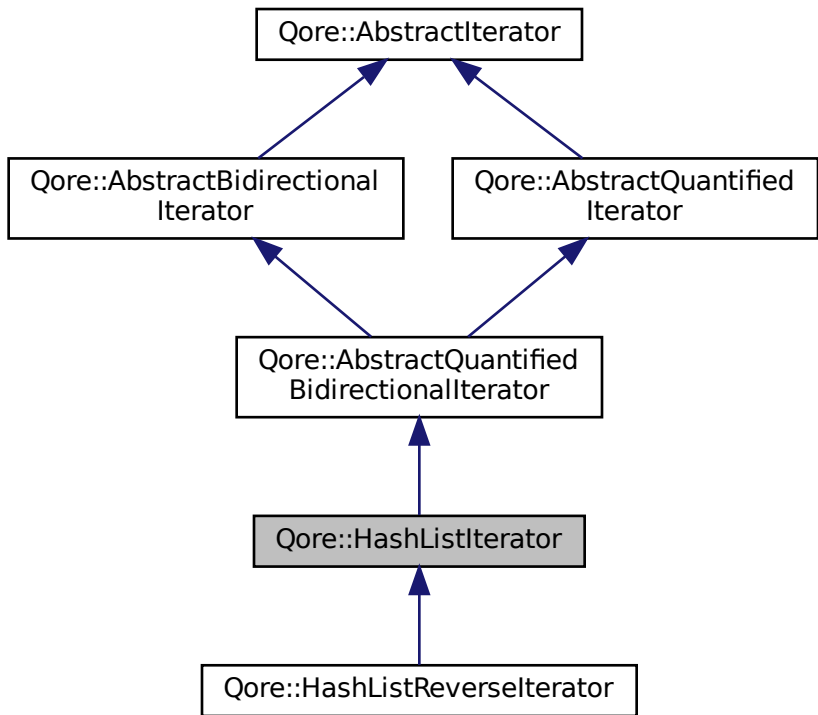 Qore::AbstractIterator
Qore::AbstractBidirectional
Iterator
Qore::AbstractQuantified
Iterator
Qore::AbstractQuantified
BidirectionalIterator
Qore::HashListIterator
Qore::HashListReverseIterator